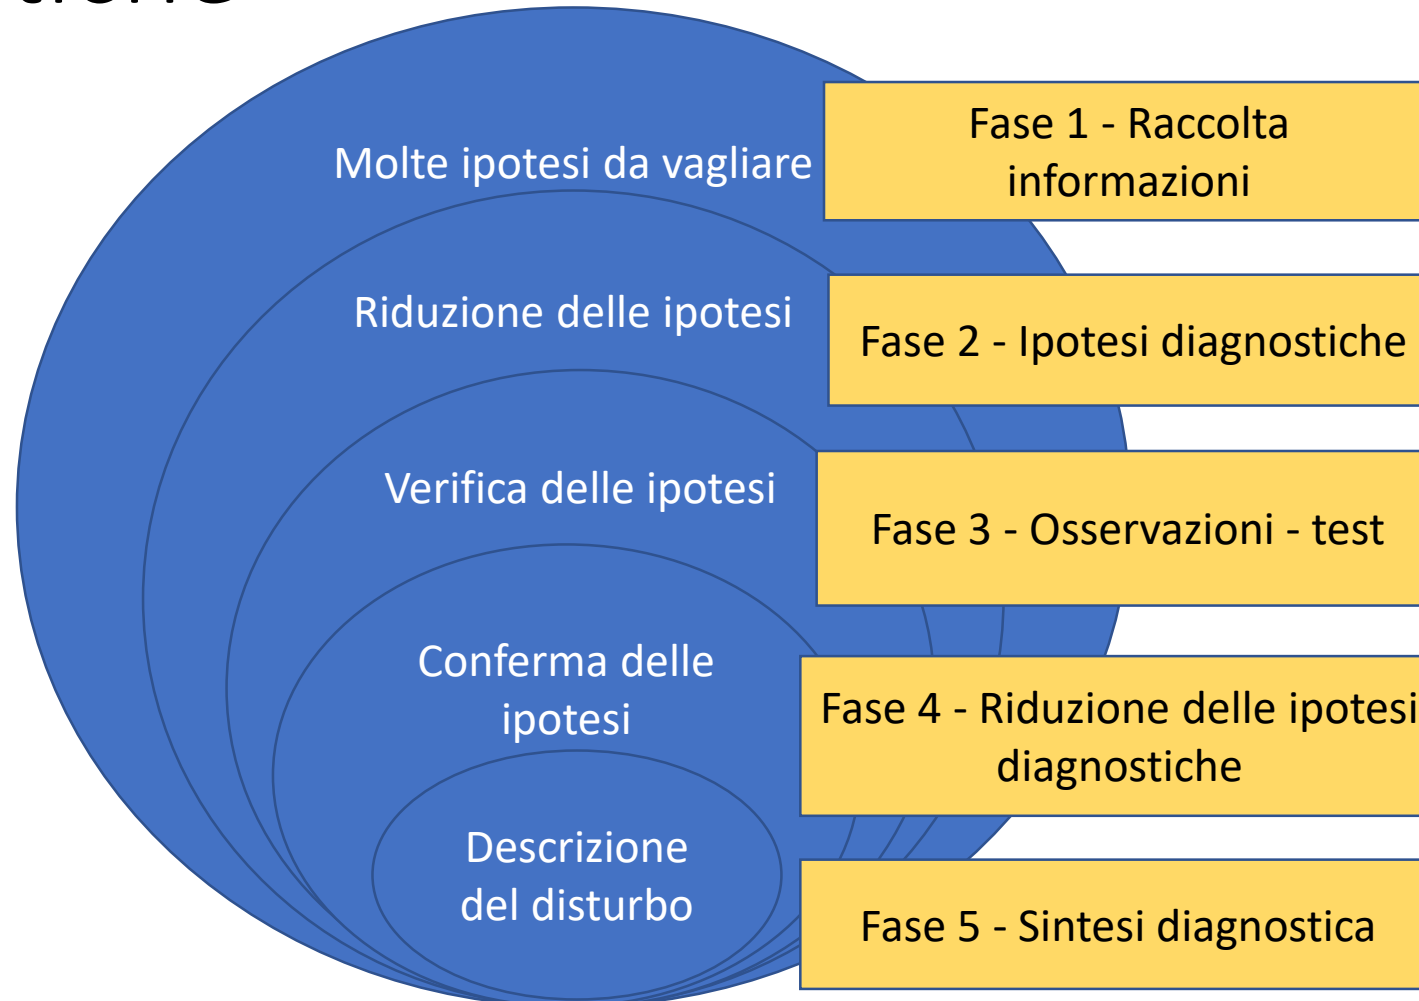 Molte ipotesi da vagliare
Fase 1 - Raccolta
informazioni
Riduzione delle ipotesi
Fase 2 - Ipotesi diagnostiche
Verifica delle ipotesi
Fase 3 - Osservazioni - test
Conferma delle
ipotesi
Fase 4 - Riduzione delle ipotesi
diagnostiche
Descrizione
del disturbo
Fase 5 - Sintesi diagnostica